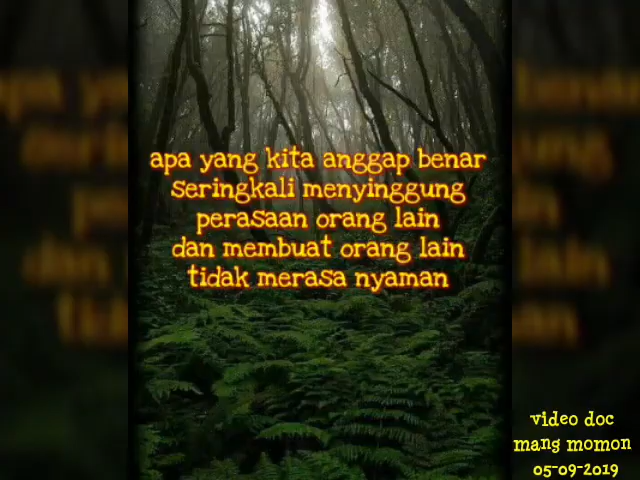 apa yang kita anggap benar
seringkali menyinggung
perasaan orang lain
dan membuat orang lain
tidak merasa nyaman
video doc
mang momon
05-09-2019